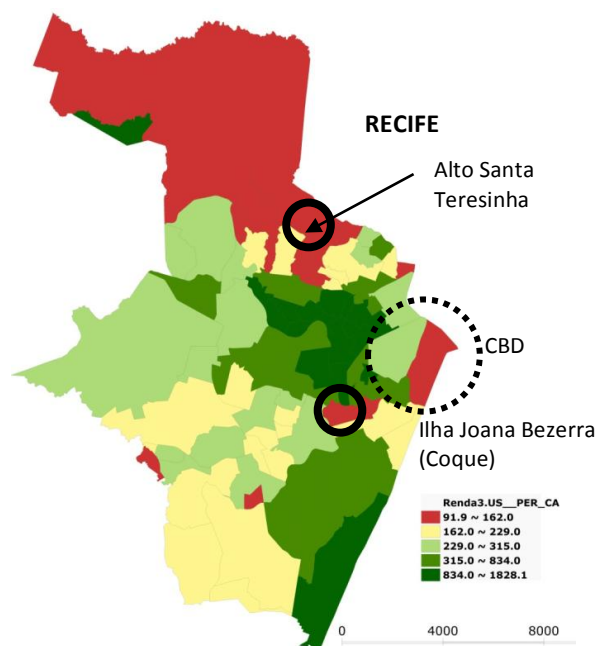 RECIFE
Alto Santa
Teresinha
CBD
Ilha Joana Bezerra
(Coque)
Renda3.US__PER_CA
91.9 ~ 162.0
162.0 ~ 229.0
229.0 ~ 315.0
315.0 ~ 834.0
834.0 ~ 1828.1
0 4000 8000